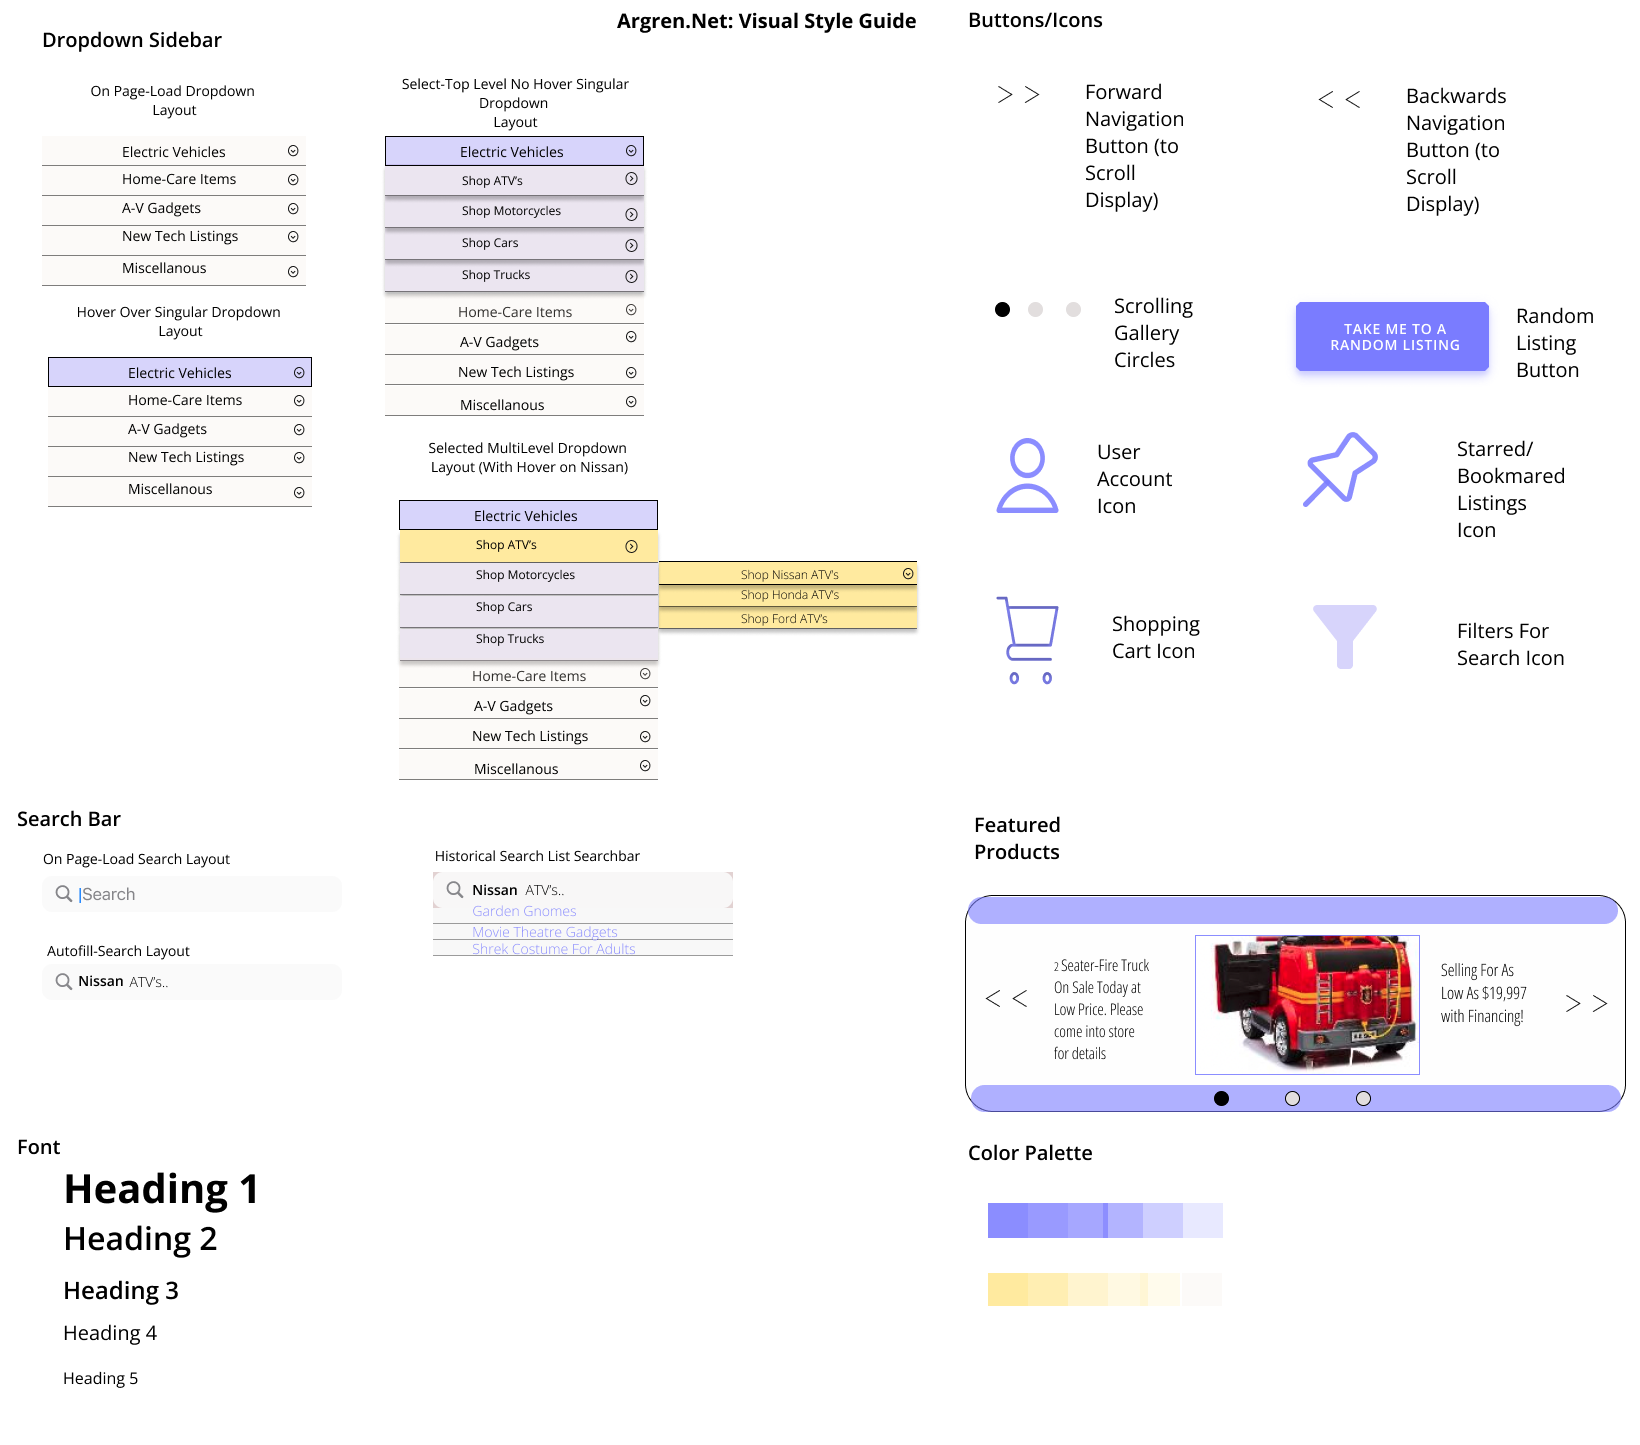 Argren.Net: Visual Style Guide
Dropdown Sidebar
On Page-Load Dropdown
Layout
Electric Vehicles
Home-Care Items
A-V Gadgets
New Tech Listings
Miscellanous
Hover Over Singular Dropdown
Layout
Electric Vehicles
Home-Care Items
A-V Gadgets
New Tech Listings
Miscellanous
Select-Top Level No Hover Singular
Dropdown
Layout
Electric Vehicles
Shop ATV's
Shop Motorcycles
Shop Cars
Shop Trucks
Home-Care Items
A-V Gadgets
New Tech Listings
Miscellanous
Selected MultiLevel Dropdown
Layout (With Hover on Nissan)
Electric Vehicles
Shop ATV's
Shop Motorcycles
Shop Cars
Shop Trucks
Shop Nissan ATV's
Shop Honda ATV's
Shop Ford ATV's
Home-Care Items
A-V Gadgets
New Tech Listings
Miscellanous
Buttons/Icons
> >
Forward
Navigation
Button (to
Scroll
Display)
< <
Backwards
Navigation
Button (to
Scroll
Display)
Scrolling
Gallery
Circles
TAKE ME TO A
RANDOM LISTING
Random
Listing
Button
User
Account
Icon
Starred/
Bookmared
Listings
Icon
Shopping
Cart Icon
Filters For
Search Icon
Search Bar
On Page-Load Search Layout
Search
Autofill-Search Layout
Nissan ATV's..
Historical Search List Searchbar
Nissan ATV's..
Garden Gnomes
Movie Theatre Gadgets
Shrek Costume For Adults
Featured
Products
< <
2 Seater-Fire Truck
On Sale Today at
Low Price. Please
come into store
for details
Selling For As
Low As $19,997
with Financing!
> >
Font
Heading 1
Heading 2
Heading 3
Heading 4
Heading 5
Color Palette